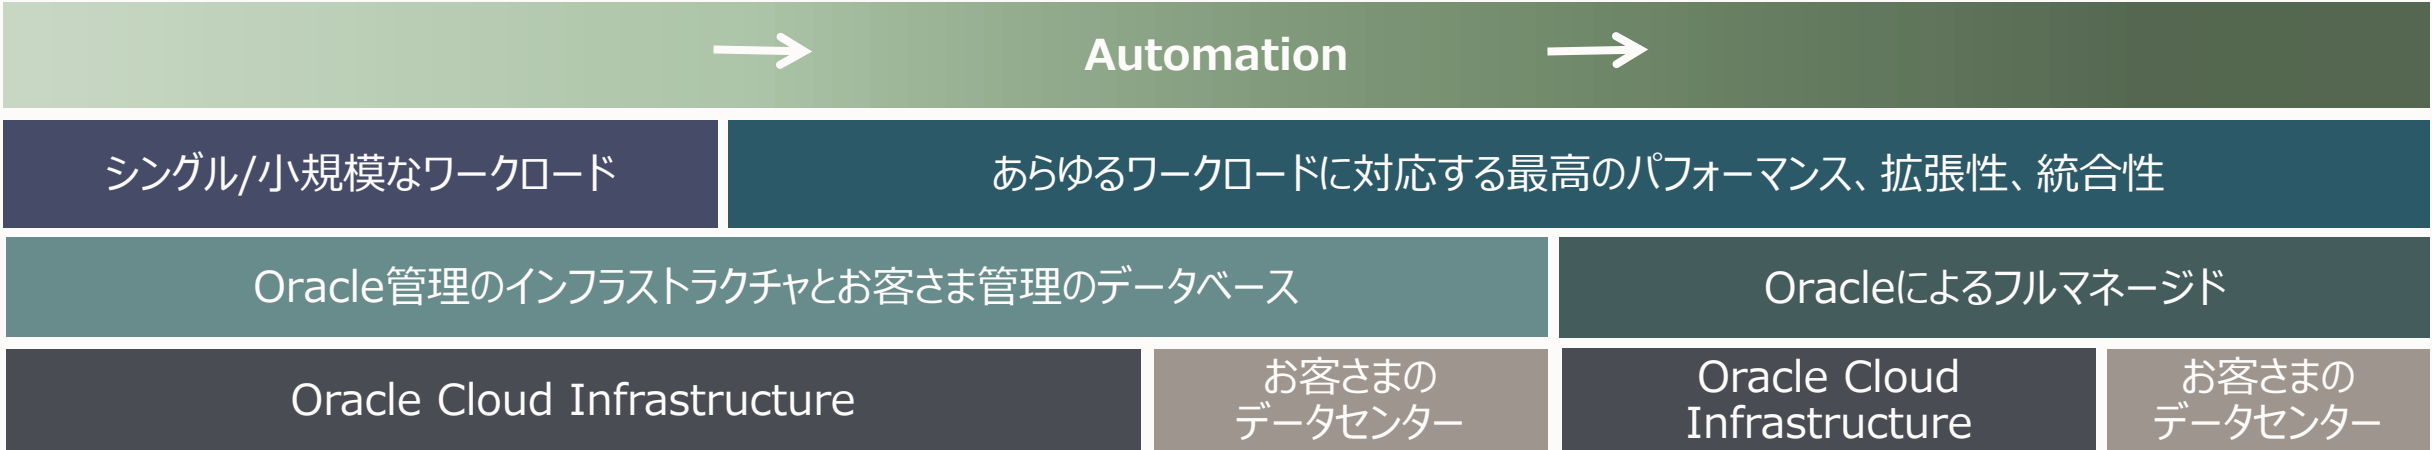 Automation
シングル/小規模なワークロード
あらゆるワークロードに対応する最高のパフォーマンス、拡張性、統合性
Oracle管理のインフラストラクチャとお客さま管理のデータベース
Oracleによるフルマネージド
Oracle Cloud Infrastructure
お客さまの
データセンター
Oracle Cloud
Infrastructure
お客さまの
データセンター